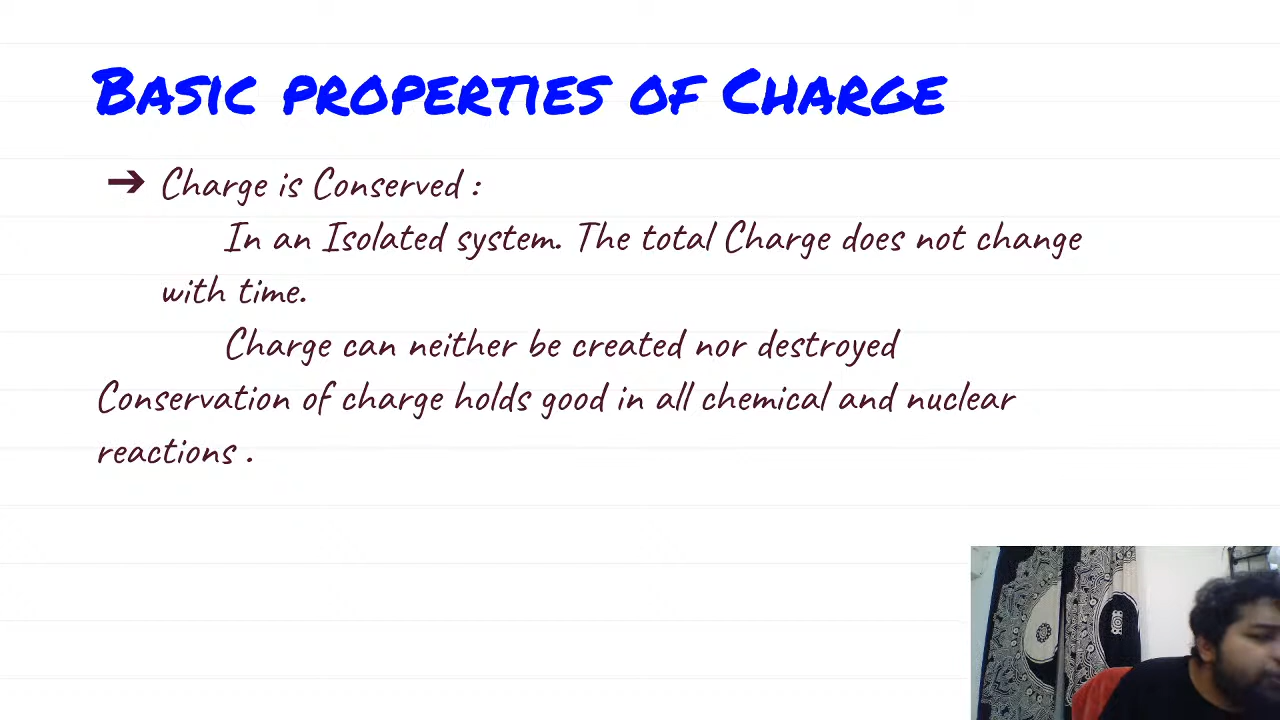 Basic properties of Charge
➔ Charge is Conserved :
In an Isolated system. The total Charge does not change
with time.
Charge can neither be created nor destroyed
Conservation of charge holds good in all chemical and nuclear
reactions .